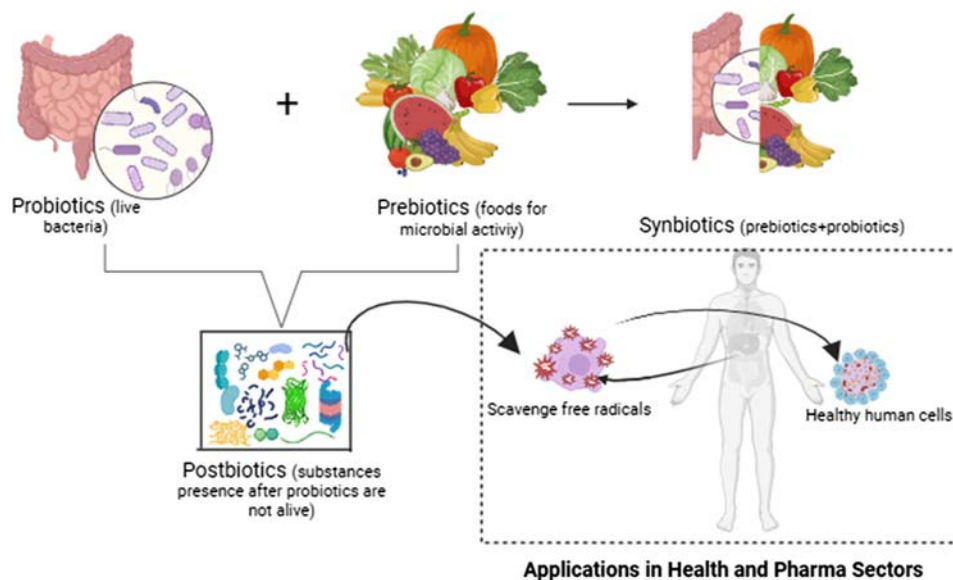 Probiotics (live
bacteria)
+
Prebiotics (foods for
microbial activiy)
Synbiotics (prebiotics+probiotics)
Postbiotics (substances
presence after probiotics are
not alive)
Scavenge free radicals
Healthy human cells
Applications in Health and Pharma Sectors